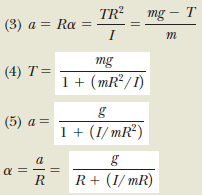 (3) a = Rα = TR²/I = mg − T/m
(4) T = mg/1 + (mR²/I)
(5) a = g/1 + (I/mR²)
α = a/R = g/R + (I/mR)